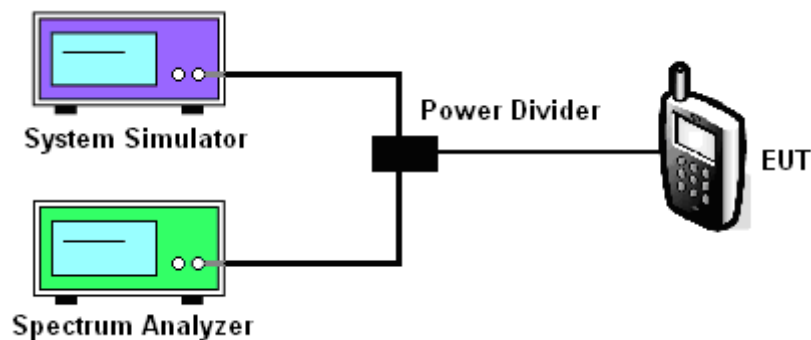 System Simulator
Power Divider
EUT
Spectrum Analyzer